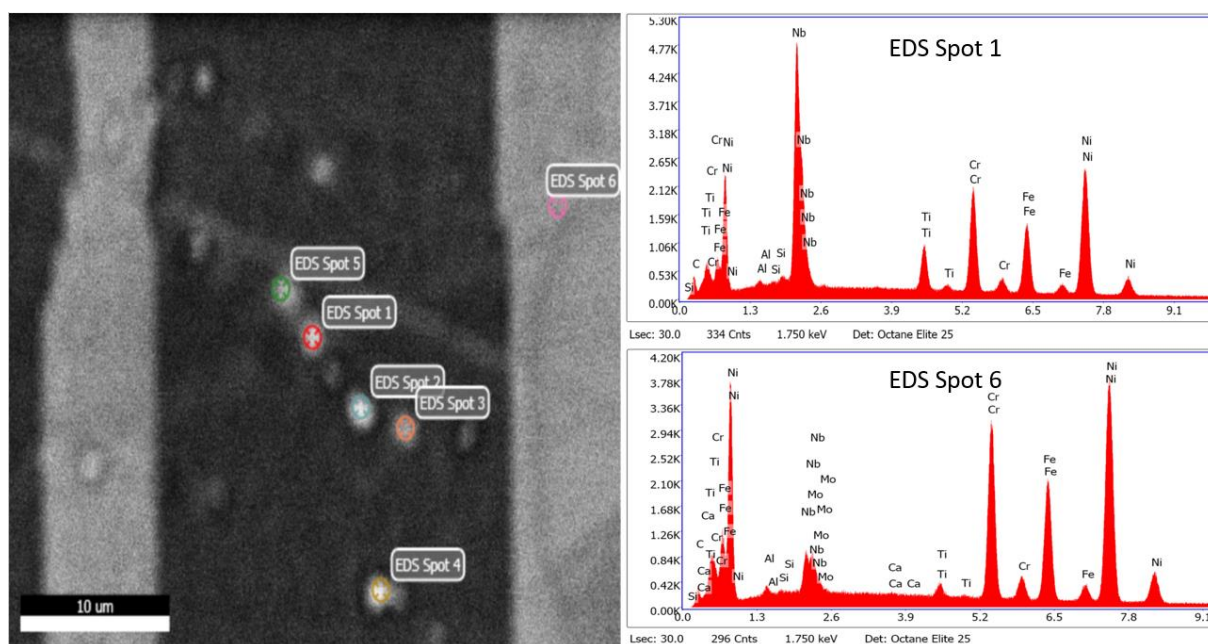 EDS Spot 6
EDS Spot 5
EDS Spot 1
EDS Spot 2
EDS Spot 3
EDS Spot 4
10 um
EDS Spot 1
5.30K
4.77K
4.24K
3.71K
3.18K
2.65K
2.12K
1.59K
1.06K
0.53K
0.00K
Nb
Nb
Nb
Nb
Nb
Cr Ni
Cr Ni
Ti
Ti Fe
Ti Fe
Fe
Cr Ni
C
Si
Al
Al
Si
Si
Ti
Ti
Ti
Cr
Cr
Cr
Fe
Fe
Fe
Ni
Ni
Ni
0.0 1.3 2.6 3.9 5.2 6.5 7.8 9.1
Lsec: 30.0 334 Cnts 1.750 keV Det: Octane Elite 25
EDS Spot 6
4.20K
3.78K
3.36K
2.94K
2.52K
2.10K
1.68K
1.26K
0.84K
0.42K
0.00K
Ni
Ni
Cr
Ti
Ti Fe
Ca Fe
Cr Fe
C
Ti Cr
Ca
Ca Ni
Si
Al
Al
Si
Si
Nb
Nb Mo
Mo
Nb Mo
Mo
Nb
Nb
Mo
Ca
Ca Ca
Ti
Ti Ti
Cr
Cr
Cr
Fe
Fe
Fe
Ni
Ni
Ni
0.0 1.3 2.6 3.9 5.2 6.5 7.8 9.1
Lsec: 30.0 296 Cnts 1.750 keV Det: Octane Elite 25